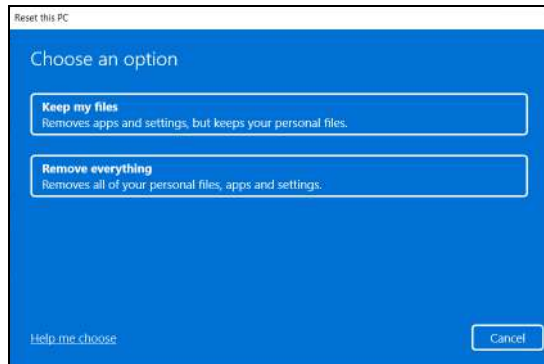 Reset this PC
Choose an option
Keep my files
Removes apps and settings, but keeps your personal files.
Remove everything
Removes all of your personal files, apps and settings.
Help me choose
Cancel